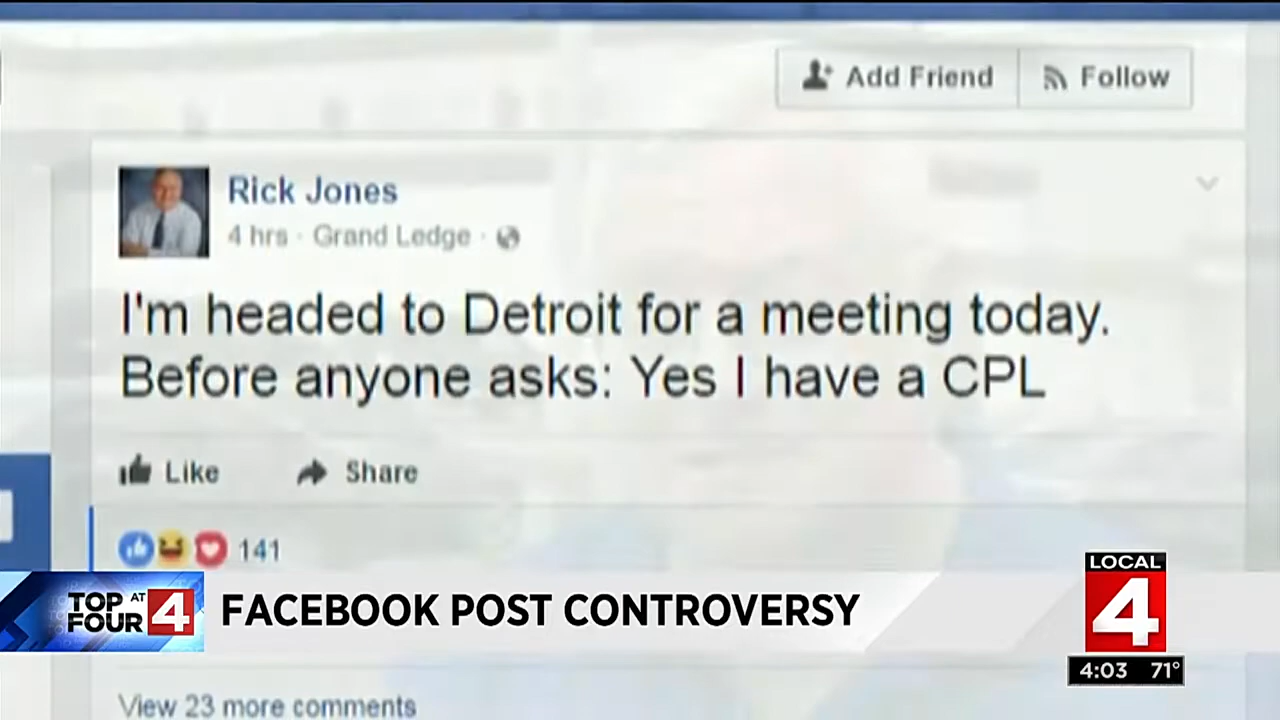 Add Friend
Follow
Rick Jones
4 hrs · Grand Ledge ·
I'm headed to Detroit for a meeting today.
Before anyone asks: Yes I have a CPL
Like
Share
141
TOP AT FOUR 4
FACEBOOK POST CONTROVERSY
LOCAL
4
4:03 71°
View 23 more comments